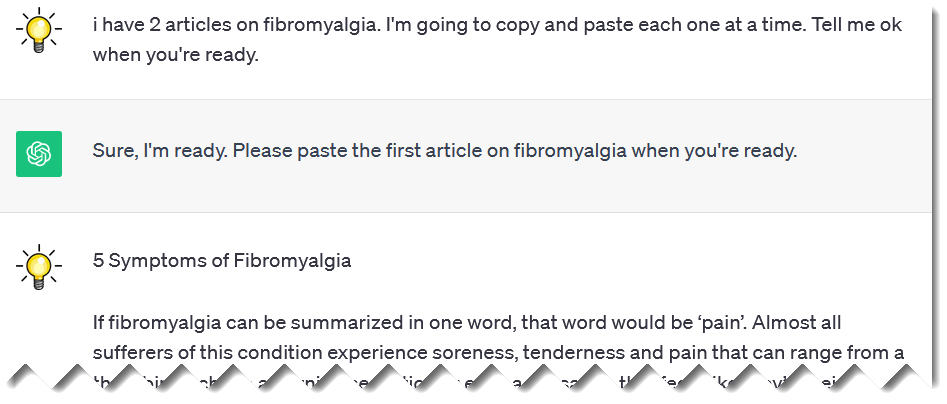 i have 2 articles on fibromyalgia. I'm going to copy and paste each one at a time. Tell me ok
when you're ready.
Sure, I'm ready. Please paste the first article on fibromyalgia when you're ready.
5 Symptoms of Fibromyalgia
If fibromyalgia can be summarized in one word, that word would be ‘pain’. Almost all
sufferers of this condition experience soreness, tenderness and pain that can range from a